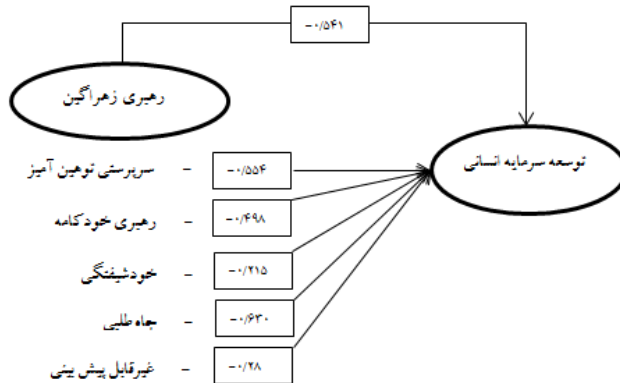 -۰/۵۴۱
رهبری زهراگین
توسعه سرمایه انسانی
سرپرستی توهین آمیز - -۰/۵۵۴
رهبری خودکامه - -۰/۴۹۸
خودشیفتگی - -۰/۲۱۵
جاه طلبی - -۰/۶۳۰
غیرقابل پیش بینی - -۰/۲۸